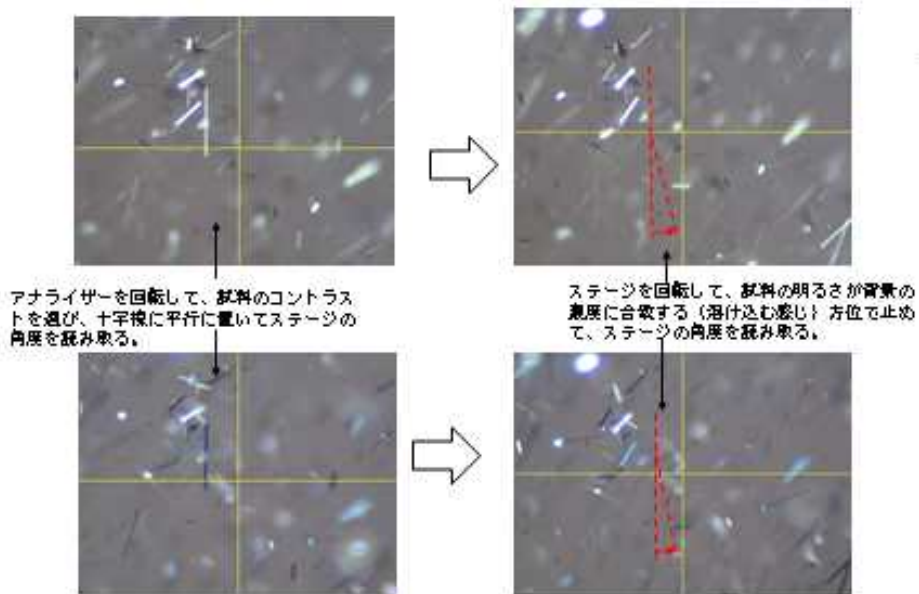 アナライザーを回転して、試料のコントラス
トを選び、十字線に平行に置いてステージの
角度を読み取る。
ステージを回転して、試料の明るさが背景の
照度に合致する（溶け込む感じ）方位で止め
て、ステージの角度を読み取る。